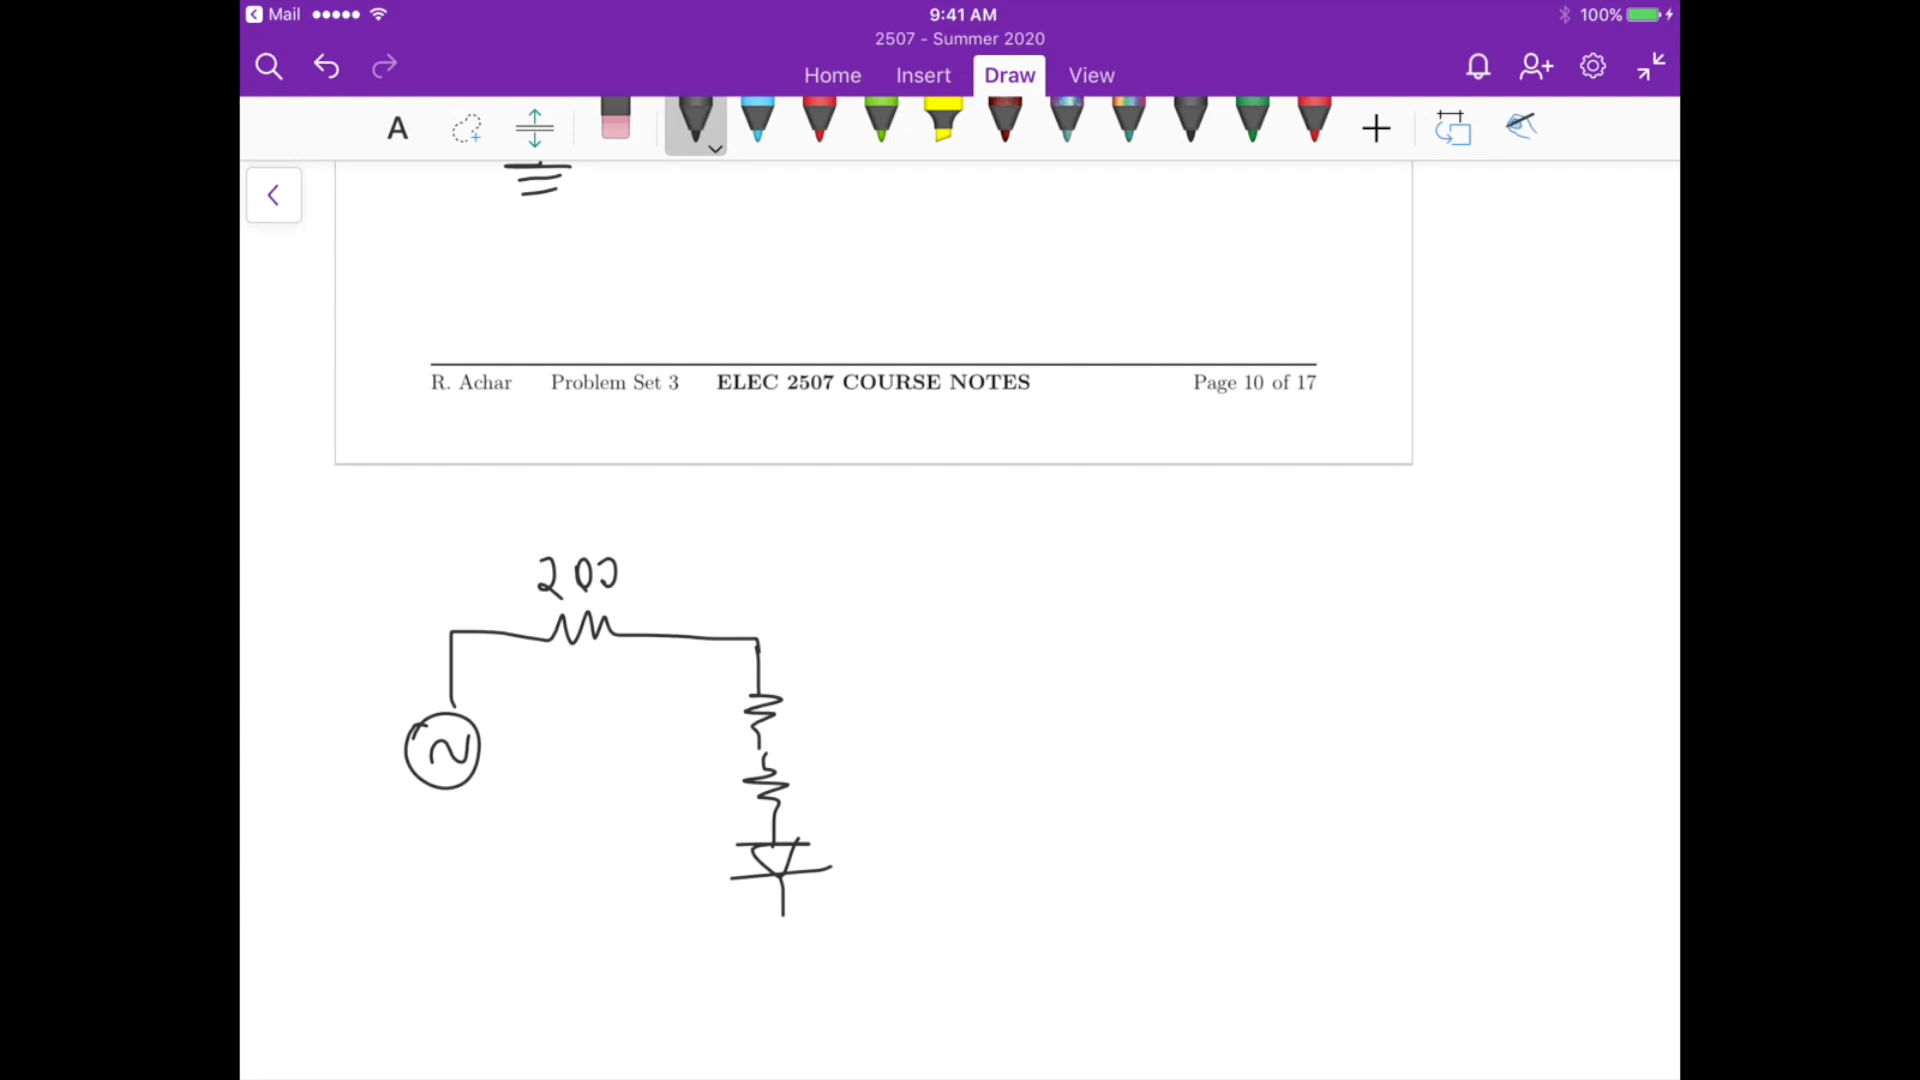 Mail 9:41 AM 100%
2507 - Summer 2020
Home Insert Draw View
A
R. Achar Problem Set 3 ELEC 2507 COURSE NOTES Page 10 of 17
200